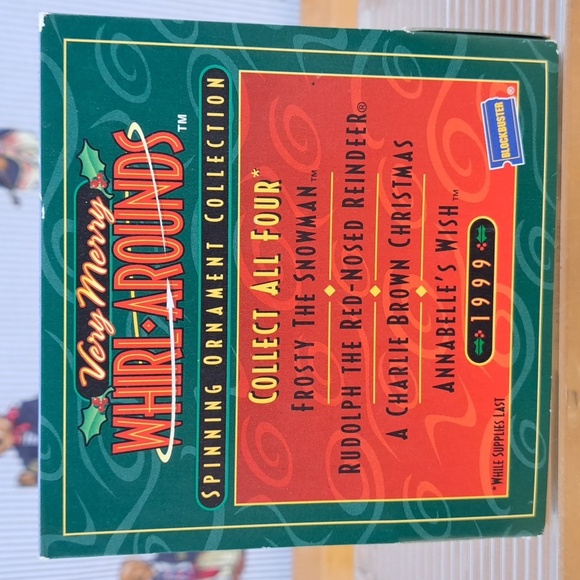 Very Merry
WHIRL•AROUNDS™
SPINNING ORNAMENT COLLECTION
COLLECT ALL FOUR*
FROSTY THE SNOWMAN™
RUDOLPH THE RED-NOSED REINDEER®
A CHARLIE BROWN CHRISTMAS
ANNABELLE'S WISH™
1999
*WHILE SUPPLIES LAST
BLOCKBUSTER®